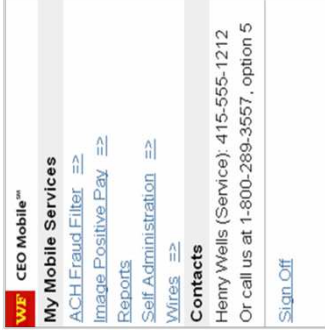 WF CEO Mobile℠
My Mobile Services
ACH Fraud Filter =>
Image Positive Pay =>
Reports
Self Administration =>
Wires =>
Contacts
Henry Wells (Service): 415-555-1212
Or call us at 1-800-289-3557, option 5
Sign Off